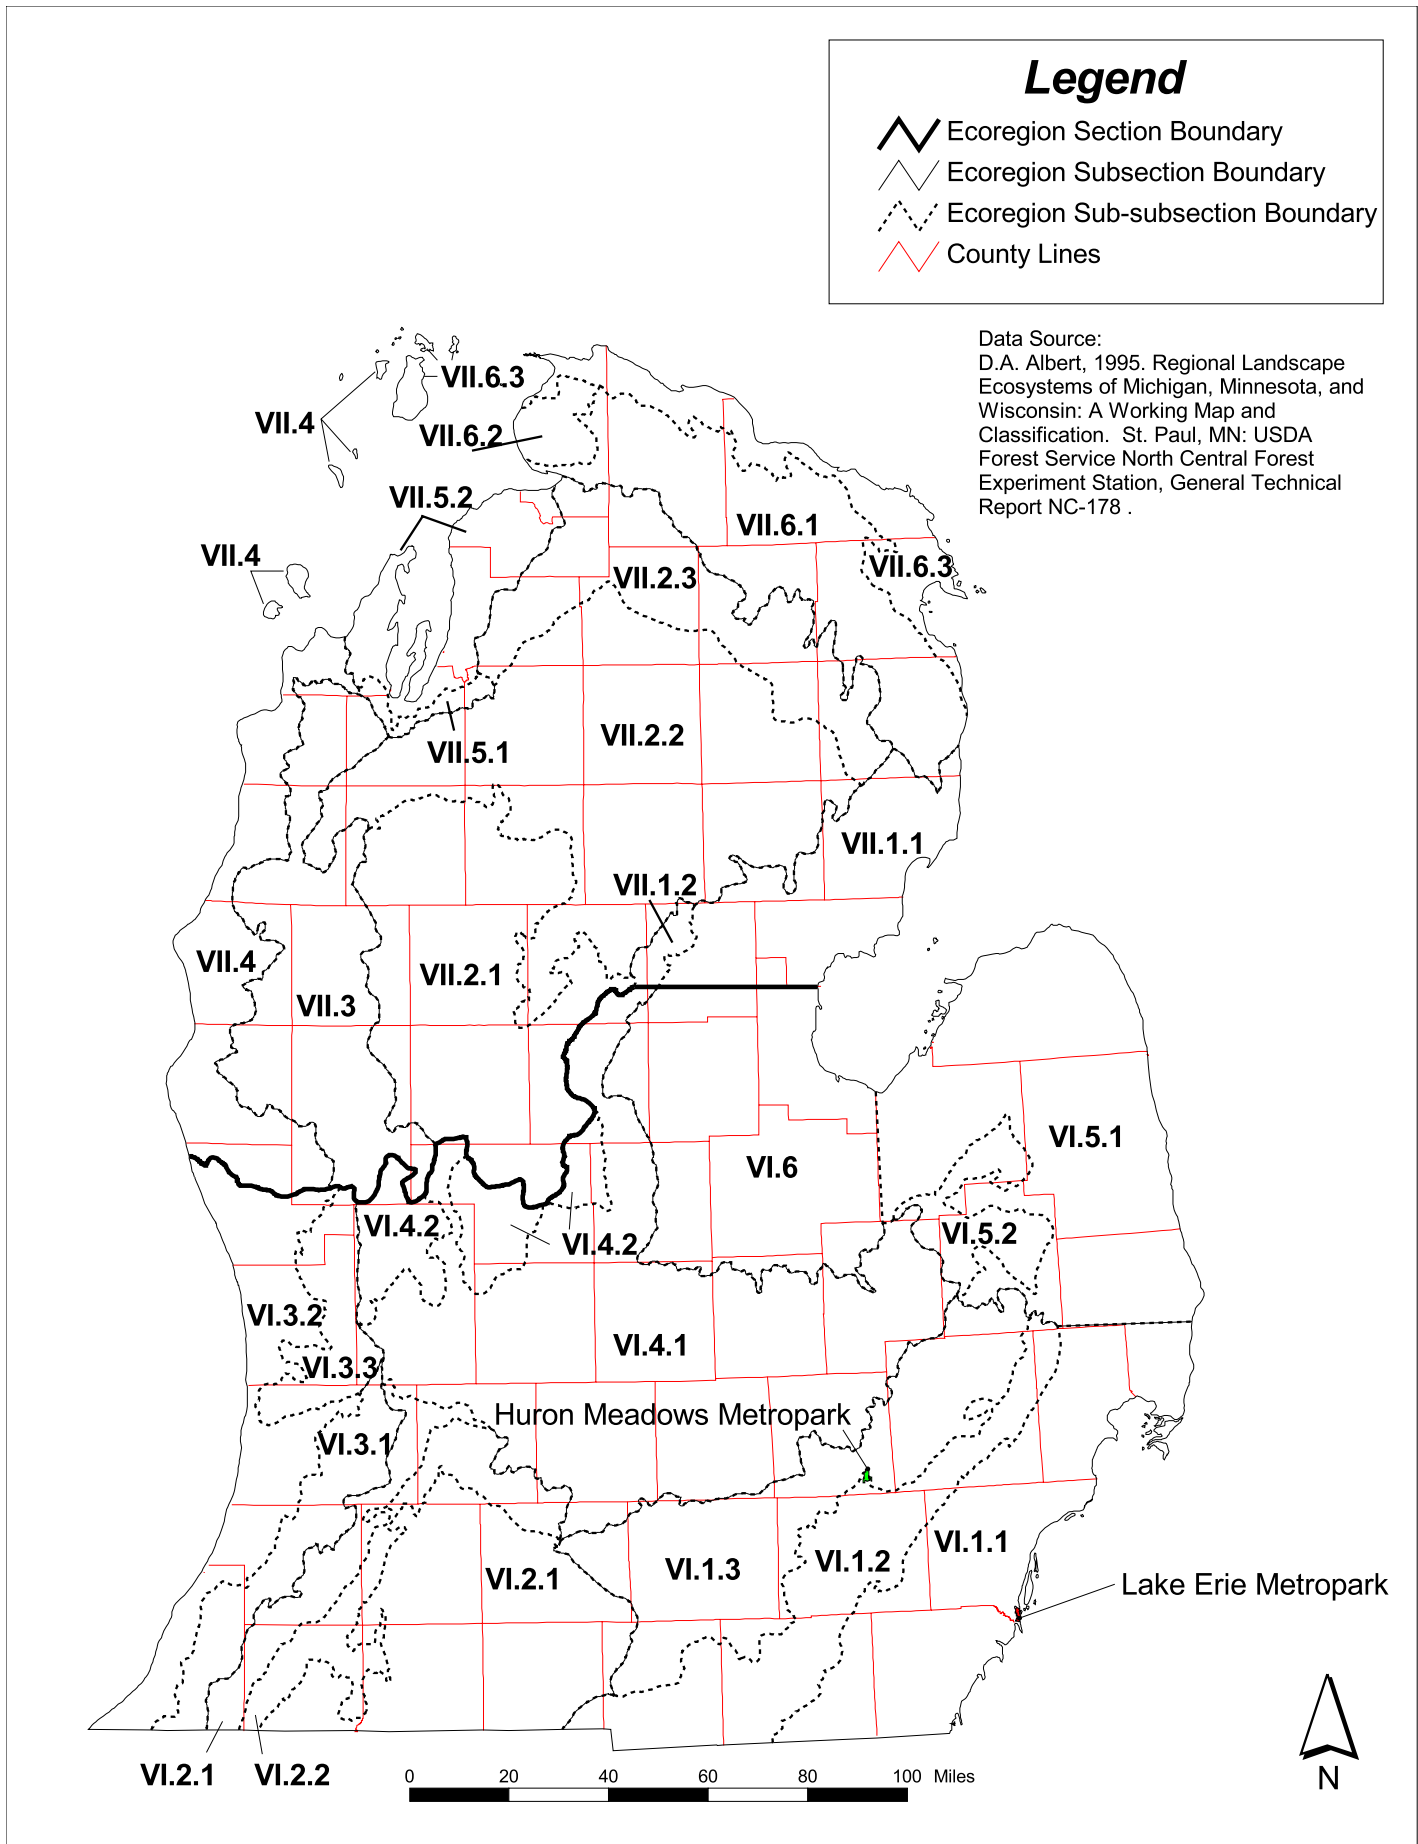 Legend
Ecoregion Section Boundary
Ecoregion Subsection Boundary
Ecoregion Sub-subsection Boundary
County Lines
Data Source:
D.A. Albert, 1995. Regional Landscape
Ecosystems of Michigan, Minnesota, and
Wisconsin: A Working Map and
Classification. St. Paul, MN: USDA
Forest Service North Central Forest
Experiment Station, General Technical
Report NC-178 .
VII.6.3
VII.4
VII.6.2
VII.5.2
VII.6.1
VII.4
VII.6.3
VII.2.3
VII.2.2
VII.5.1
VII.1.1
VII.1.2
VII.4
VII.2.1
VII.3
VI.5.1
VI.6
VI.4.2
VI.5.2
VI.4.2
VI.3.2
VI.4.1
VI.3.3
Huron Meadows Metropark
VI.3.1
VI.1.1
VI.1.2
VI.1.3
VI.2.1
Lake Erie Metropark
VI.2.1
VI.2.2
0 20 40 60 80 100 Miles
N